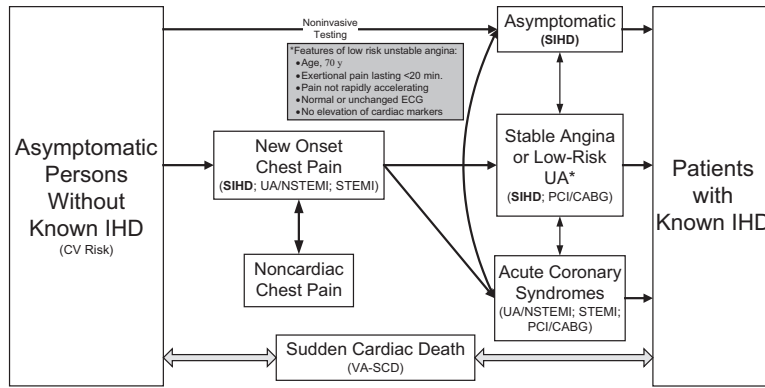 Noninvasive
Testing
Asymptomatic
(SIHD)
*Features of low risk unstable angina:
•Age, 70 y
•Exertional pain lasting <20 min.
•Pain not rapidly accelerating
•Normal or unchanged ECG
•No elevation of cardiac markers
Asymptomatic
Persons
Without
Known IHD
(CV Risk)
New Onset
Chest Pain
(SIHD; UA/NSTEMI; STEMI)
Stable Angina
or Low-Risk
UA*
(SIHD; PCI/CABG)
Patients
with
Known IHD
Noncardiac
Chest Pain
Acute Coronary
Syndromes
(UA/NSTEMI; STEMI;
PCI/CABG)
Sudden Cardiac Death
(VA-SCD)